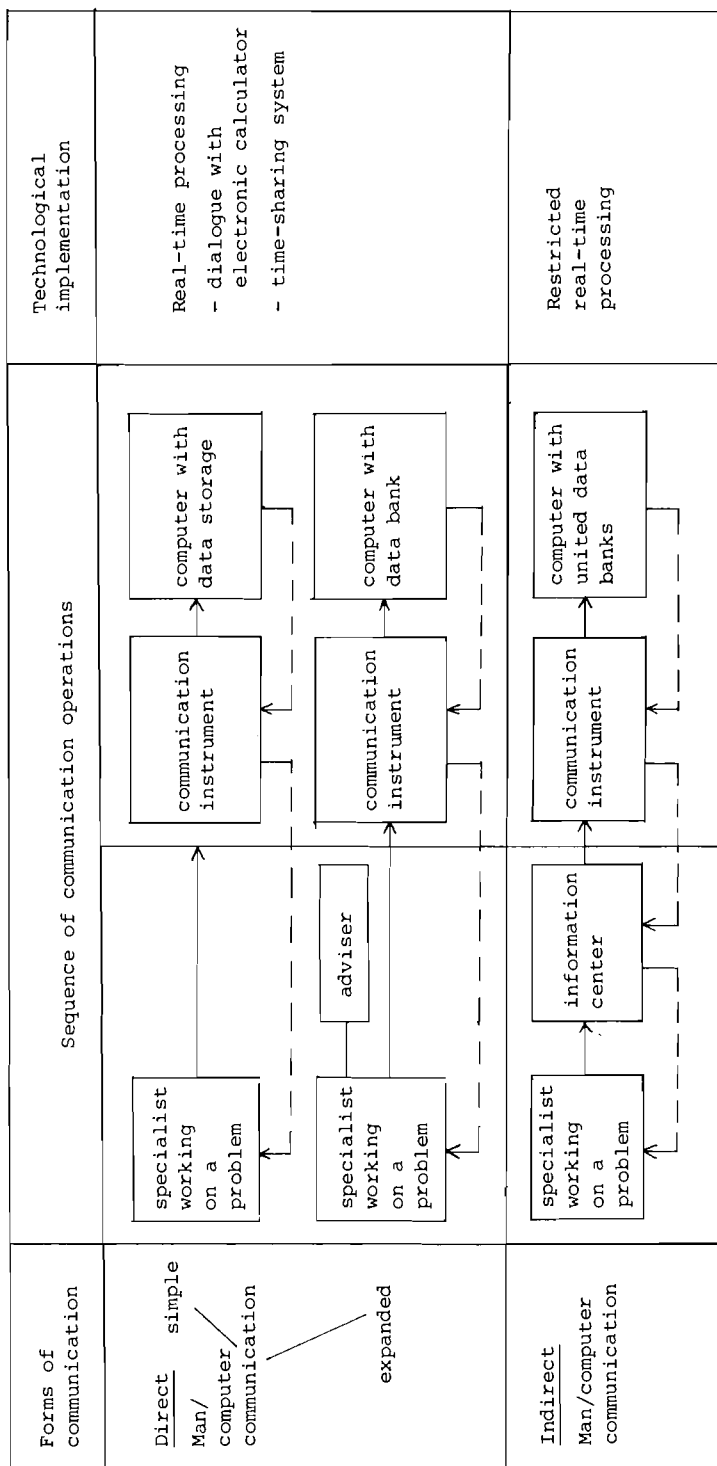 Forms of
communication
Sequence of communication operations
Technological
implementation
Direct
simple
Man/
computer
communication
expanded
specialist
working
on a
problem
communication
instrument
computer with
data storage
specialist
working
on a
problem
adviser
communication
instrument
computer with
data bank
Real-time processing
- dialogue with
electronic calculator
- time-sharing system
Indirect
Man/computer
communication
specialist
working
on a
problem
information
center
communication
instrument
computer with
united data
banks
Restricted
real-time
processing